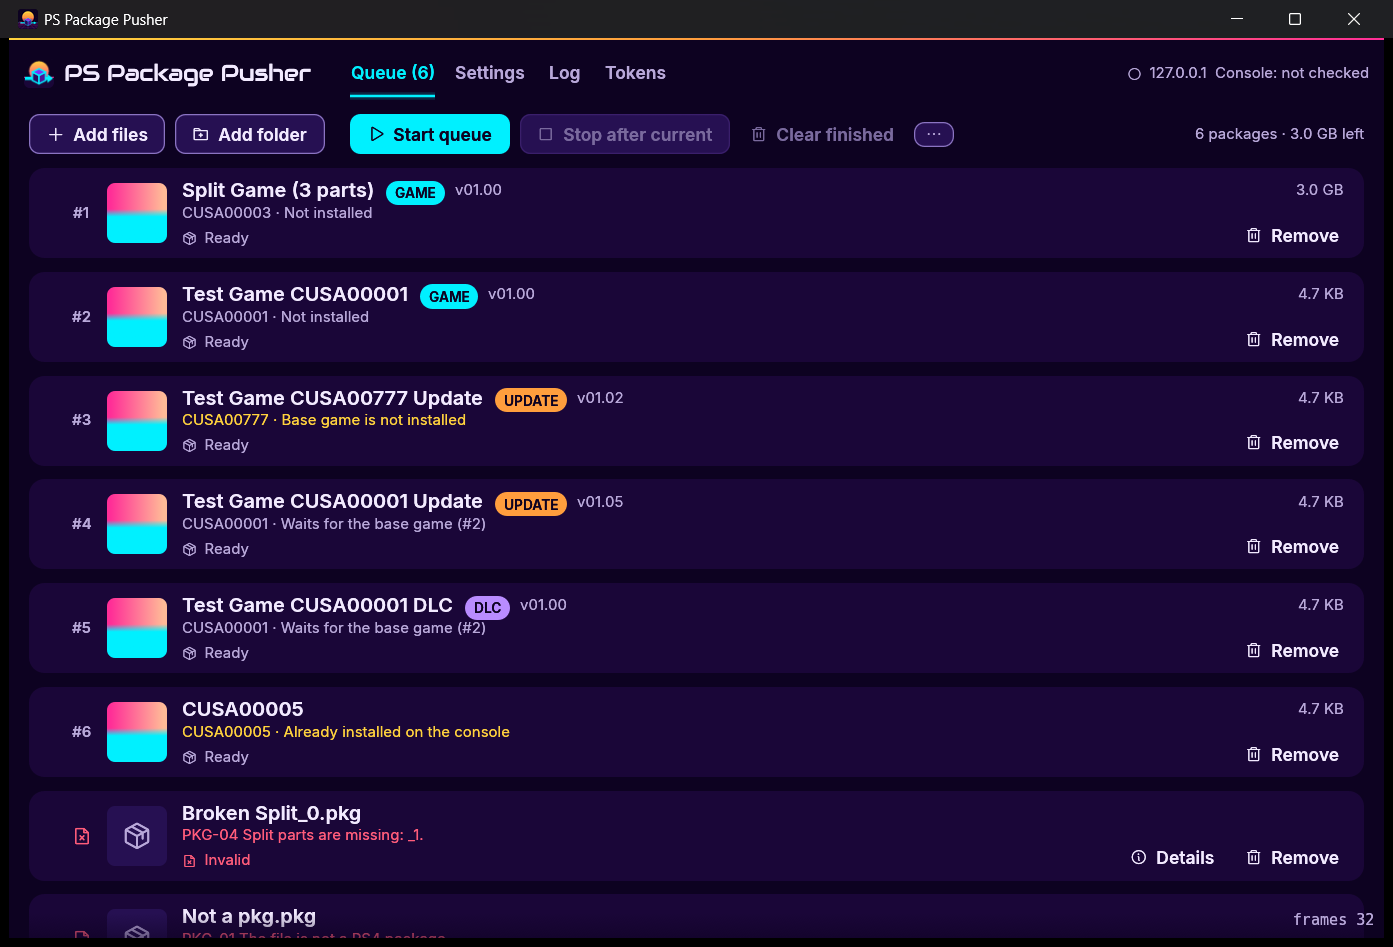 PS Package Pusher
PS Package Pusher
Queue (6) Settings Log Tokens
127.0.0.1 Console: not checked
Add files Add folder Start queue Stop after current Clear finished ... 6 packages · 3.0 GB left
#1
Split Game (3 parts) GAME v01.00 3.0 GB
CUSA00003 · Not installed
Ready Remove
#2
Test Game CUSA00001 GAME v01.00 4.7 KB
CUSA00001 · Not installed
Ready Remove
#3
Test Game CUSA00777 Update UPDATE v01.02 4.7 KB
CUSA00777 · Base game is not installed
Ready Remove
#4
Test Game CUSA00001 Update UPDATE v01.05 4.7 KB
CUSA00001 · Waits for the base game (#2)
Ready Remove
#5
Test Game CUSA00001 DLC DLC v01.00 4.7 KB
CUSA00001 · Waits for the base game (#2)
Ready Remove
#6
CUSA00005 4.7 KB
CUSA00005 · Already installed on the console
Ready Remove
Broken Split_0.pkg
PKG-04 Split parts are missing: _1.
Invalid Details Remove
Not a pkg.pkg
frames 32
PKG-01 The file is not a PS4 package